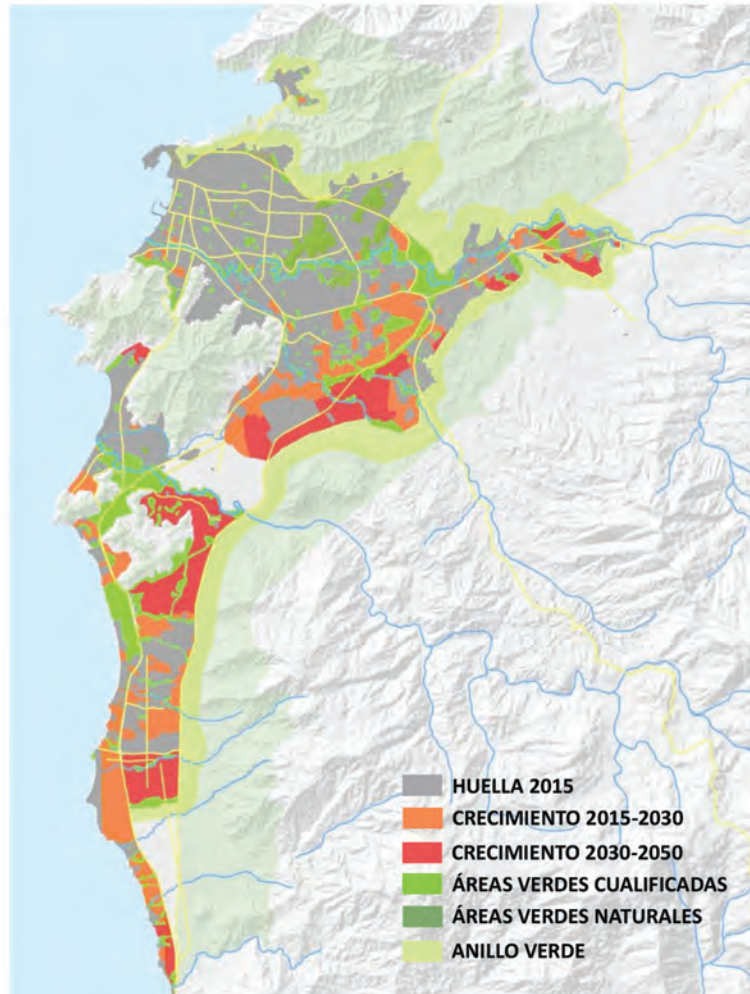 HUELLA 2015
CRECIMIENTO 2015-2030
CRECIMIENTO 2030-2050
ÁREAS VERDES CUALIFICADAS
ÁREAS VERDES NATURALES
ANILLO VERDE